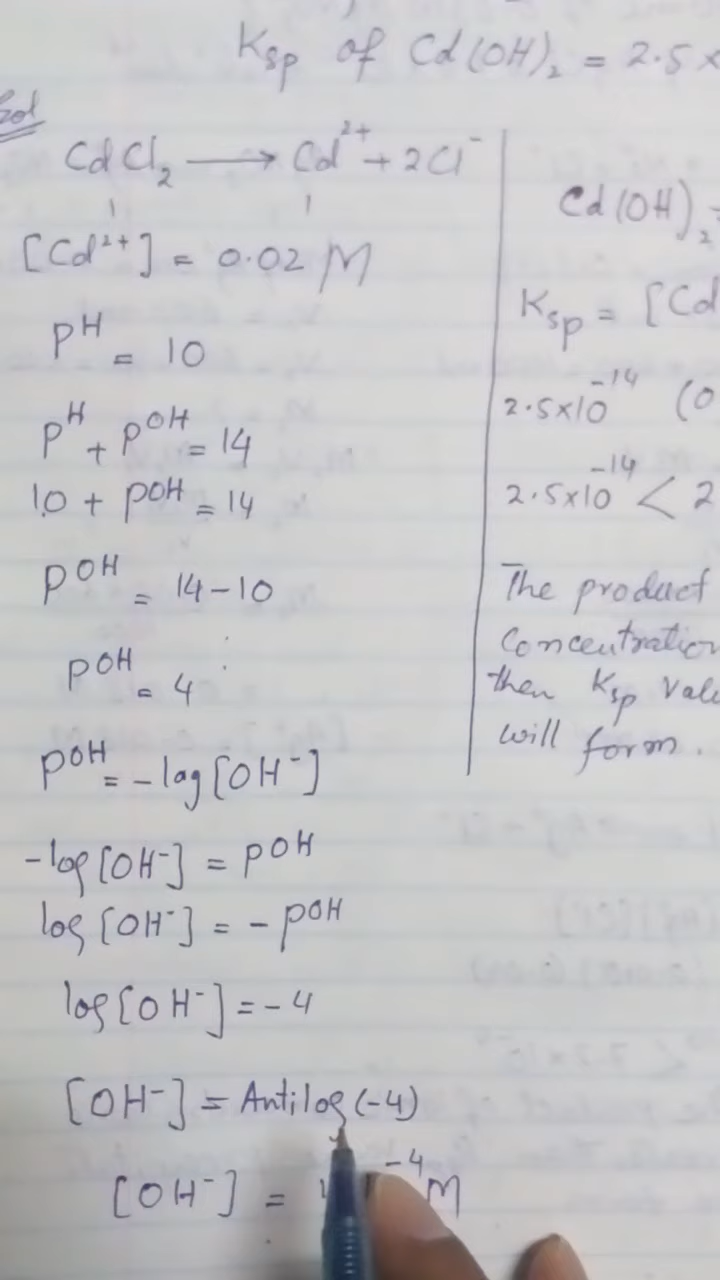 Ksp of Cd(OH)₂ = 2.5×
Sol
CdCl₂ ⟶ Cd²⁺ + 2Cl⁻
1 1
[Cd²⁺] = 0.02 M
pH = 10
pH + pOH = 14
10 + pOH = 14
pOH = 14-10
pOH = 4
pOH = -log[OH⁻]
-log[OH⁻] = pOH
log[OH⁻] = -pOH
log[OH⁻] = -4
[OH⁻] = Antilog(-4)
[OH⁻] = ⁻⁴ M
Cd(OH)₂
Ksp = [Cd
2.5×10⁻¹⁴ (0
2.5×10⁻¹⁴ < 2
The product
Concentration
then Ksp Valu
will form.